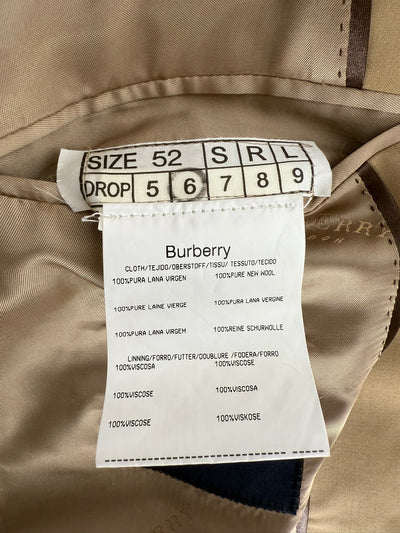 SIZE 52 S R L
DROP 5 6 7 8 9
Burberry
CLOTH/TEJIDO/OBERSTOFF/TISSU/ TESSUTO/TECIDO
100%PURA LANA VIRGEN 100%PURE NEW WOOL
100%PURE LAINE VIERGE 100%PURA LANA VERGINE
100%PURA LANA VIRGEM 100%REINE SCHURWOLLE
LINNING/FORRO/FUTTER/DOUBLURE /FODERA/FORRO
100%VISCOSA 100%VISCOSE
100%VISCOSE 100%VISCOSA
100%VISCOSE 100%VISKOSE